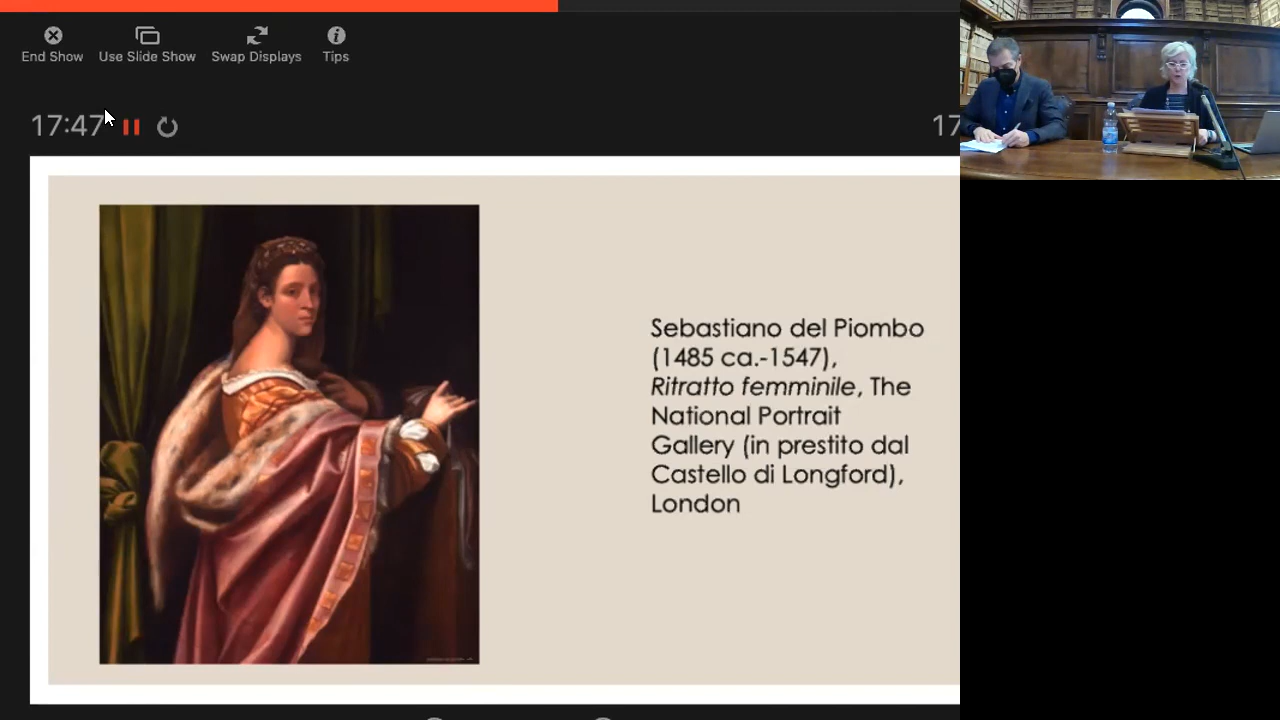 End Show
Use Slide Show
Swap Displays
Tips
17:47
17
Sebastiano del Piombo
(1485 ca.-1547),
Ritratto femminile, The
National Portrait
Gallery (in prestito dal
Castello di Longford),
London